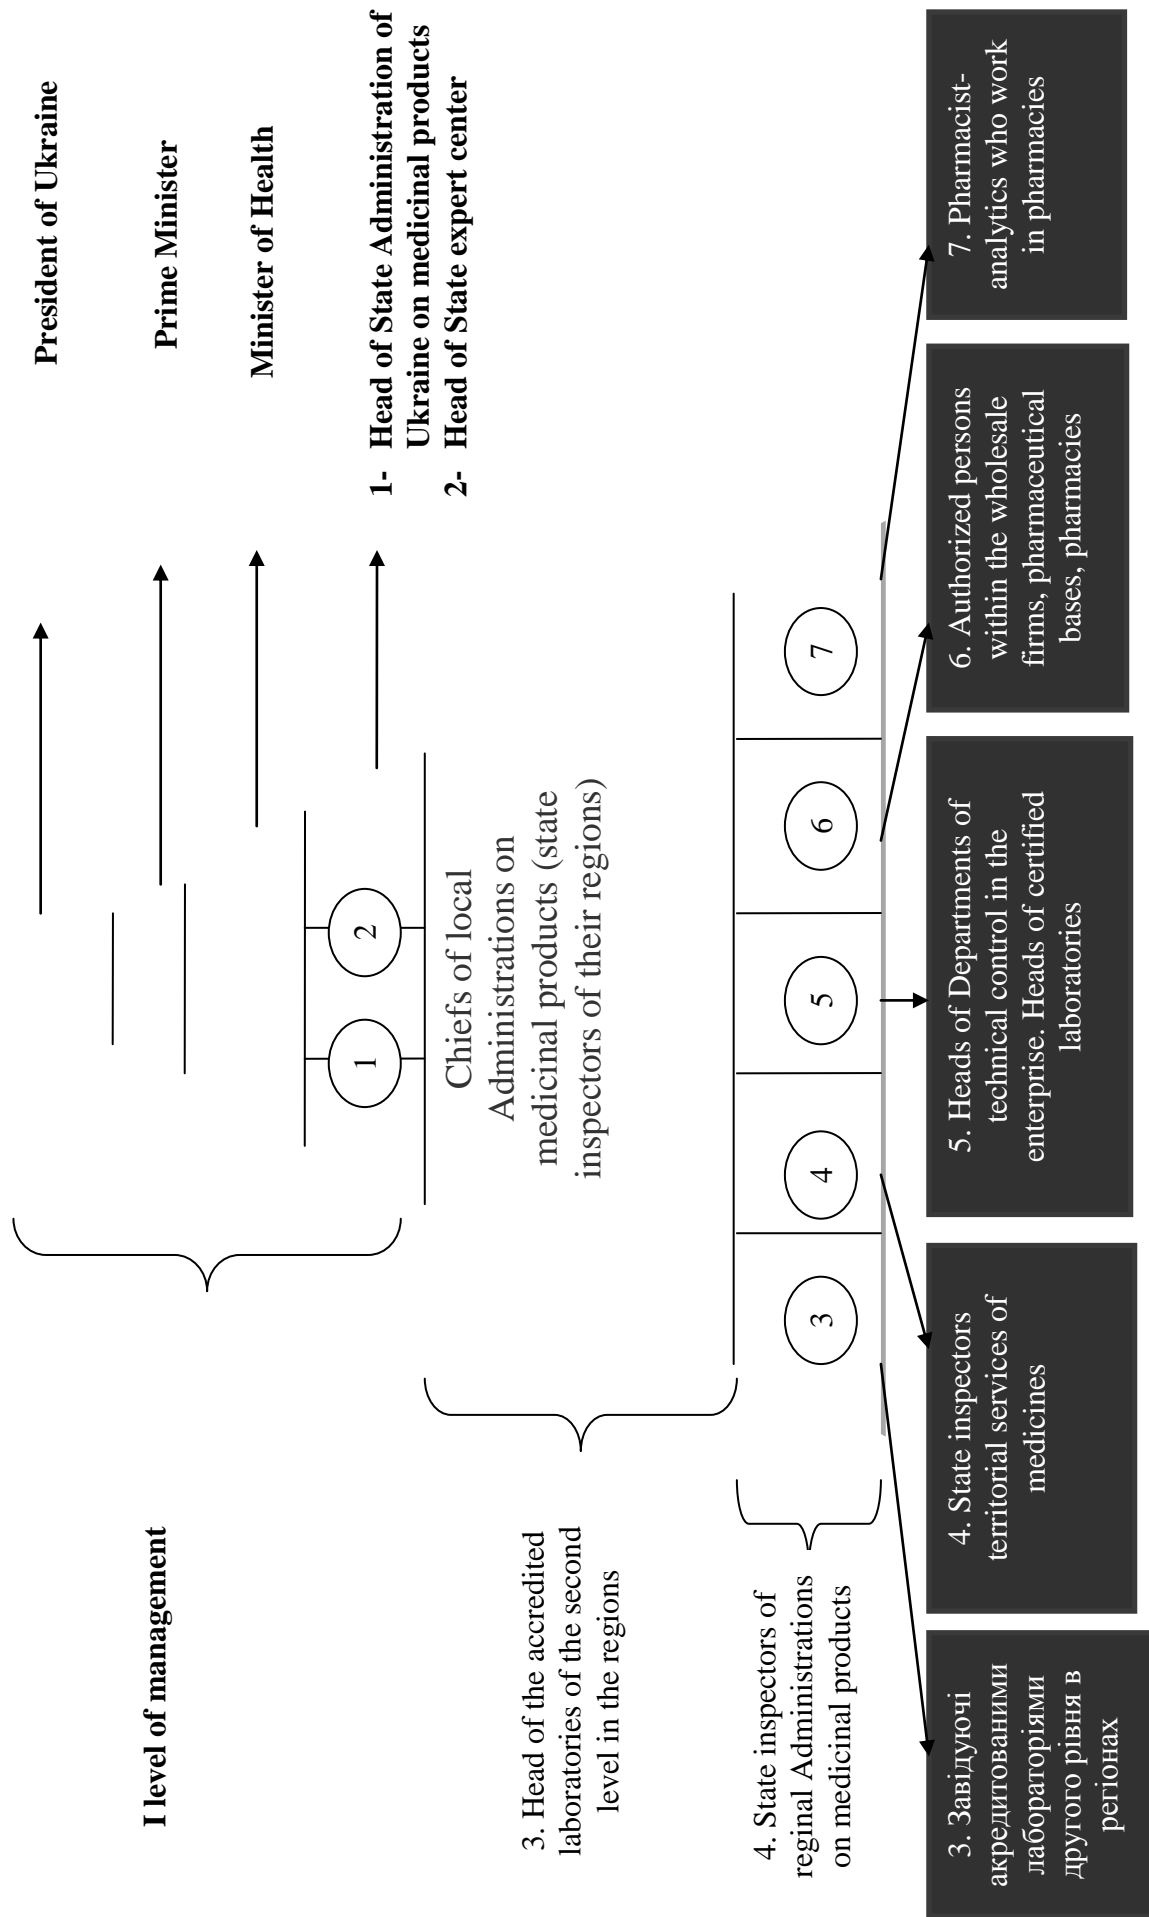 President of Ukraine
Prime Minister
Minister of Health
1- Head of State Administration of
Ukraine on medicinal products
2- Head of State expert center
I level of management
1
2
Chiefs of local
Administrations on
medicinal products (state
inspectors of their regions)
3. Head of the accredited
laboratories of the second
level in the regions
4. State inspectors of
reginal Administrations
on medicinal products
3
4
5
6
7
3. Завідуючі
акредитованими
лабораторіями
другого рівня в
регіонах
4. State inspectors
territorial services of
medicines
5. Heads of Departments of
technical control in the
enterprise. Heads of certified
laboratories
6. Authorized persons
within the wholesale
firms, pharmaceutical
bases, pharmacies
7. Pharmacist-
analytics who work
in pharmacies